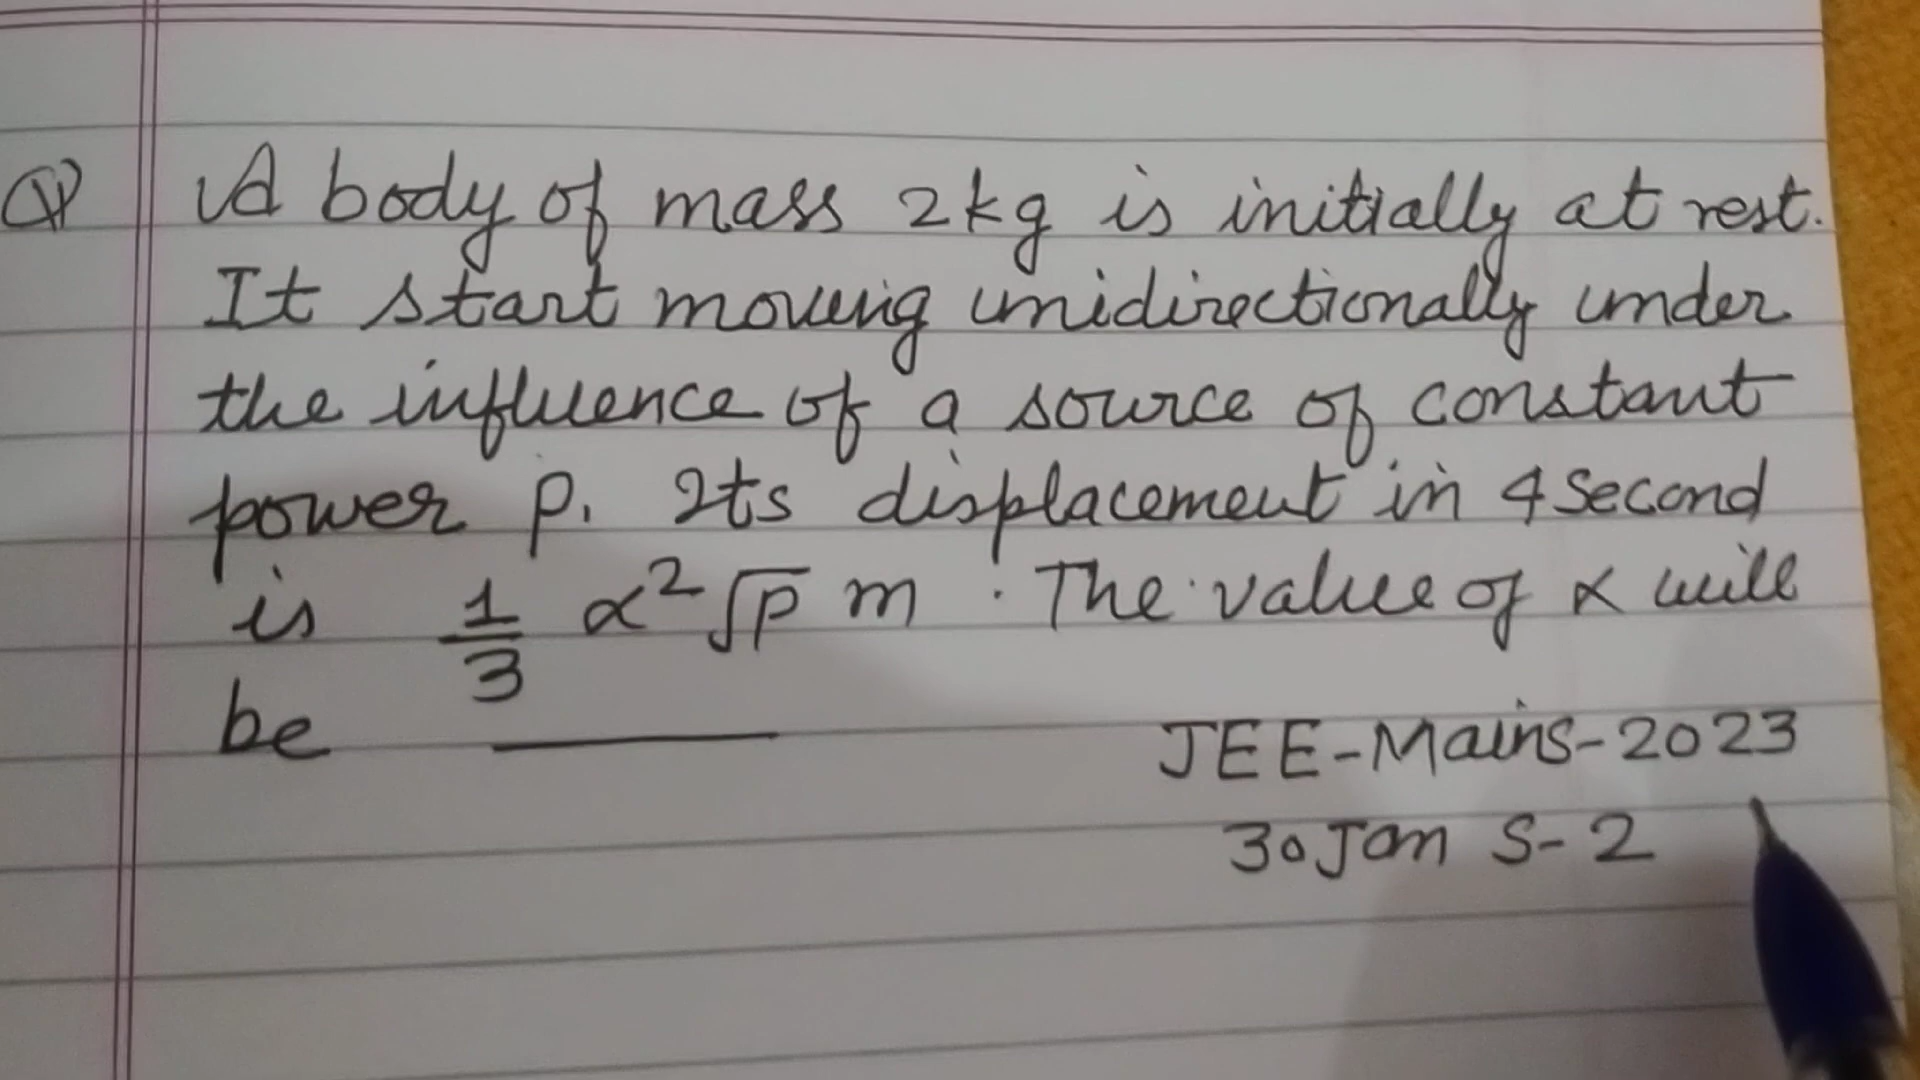 Q A body of mass 2kg is initially at rest.
It start moving unidirectionally under
the influence of a source of constant
power P. Its displacement in 4 second
is 1/3 α²√P m. The value of α will
be ______
JEE-Mains-2023
30 Jan S-2